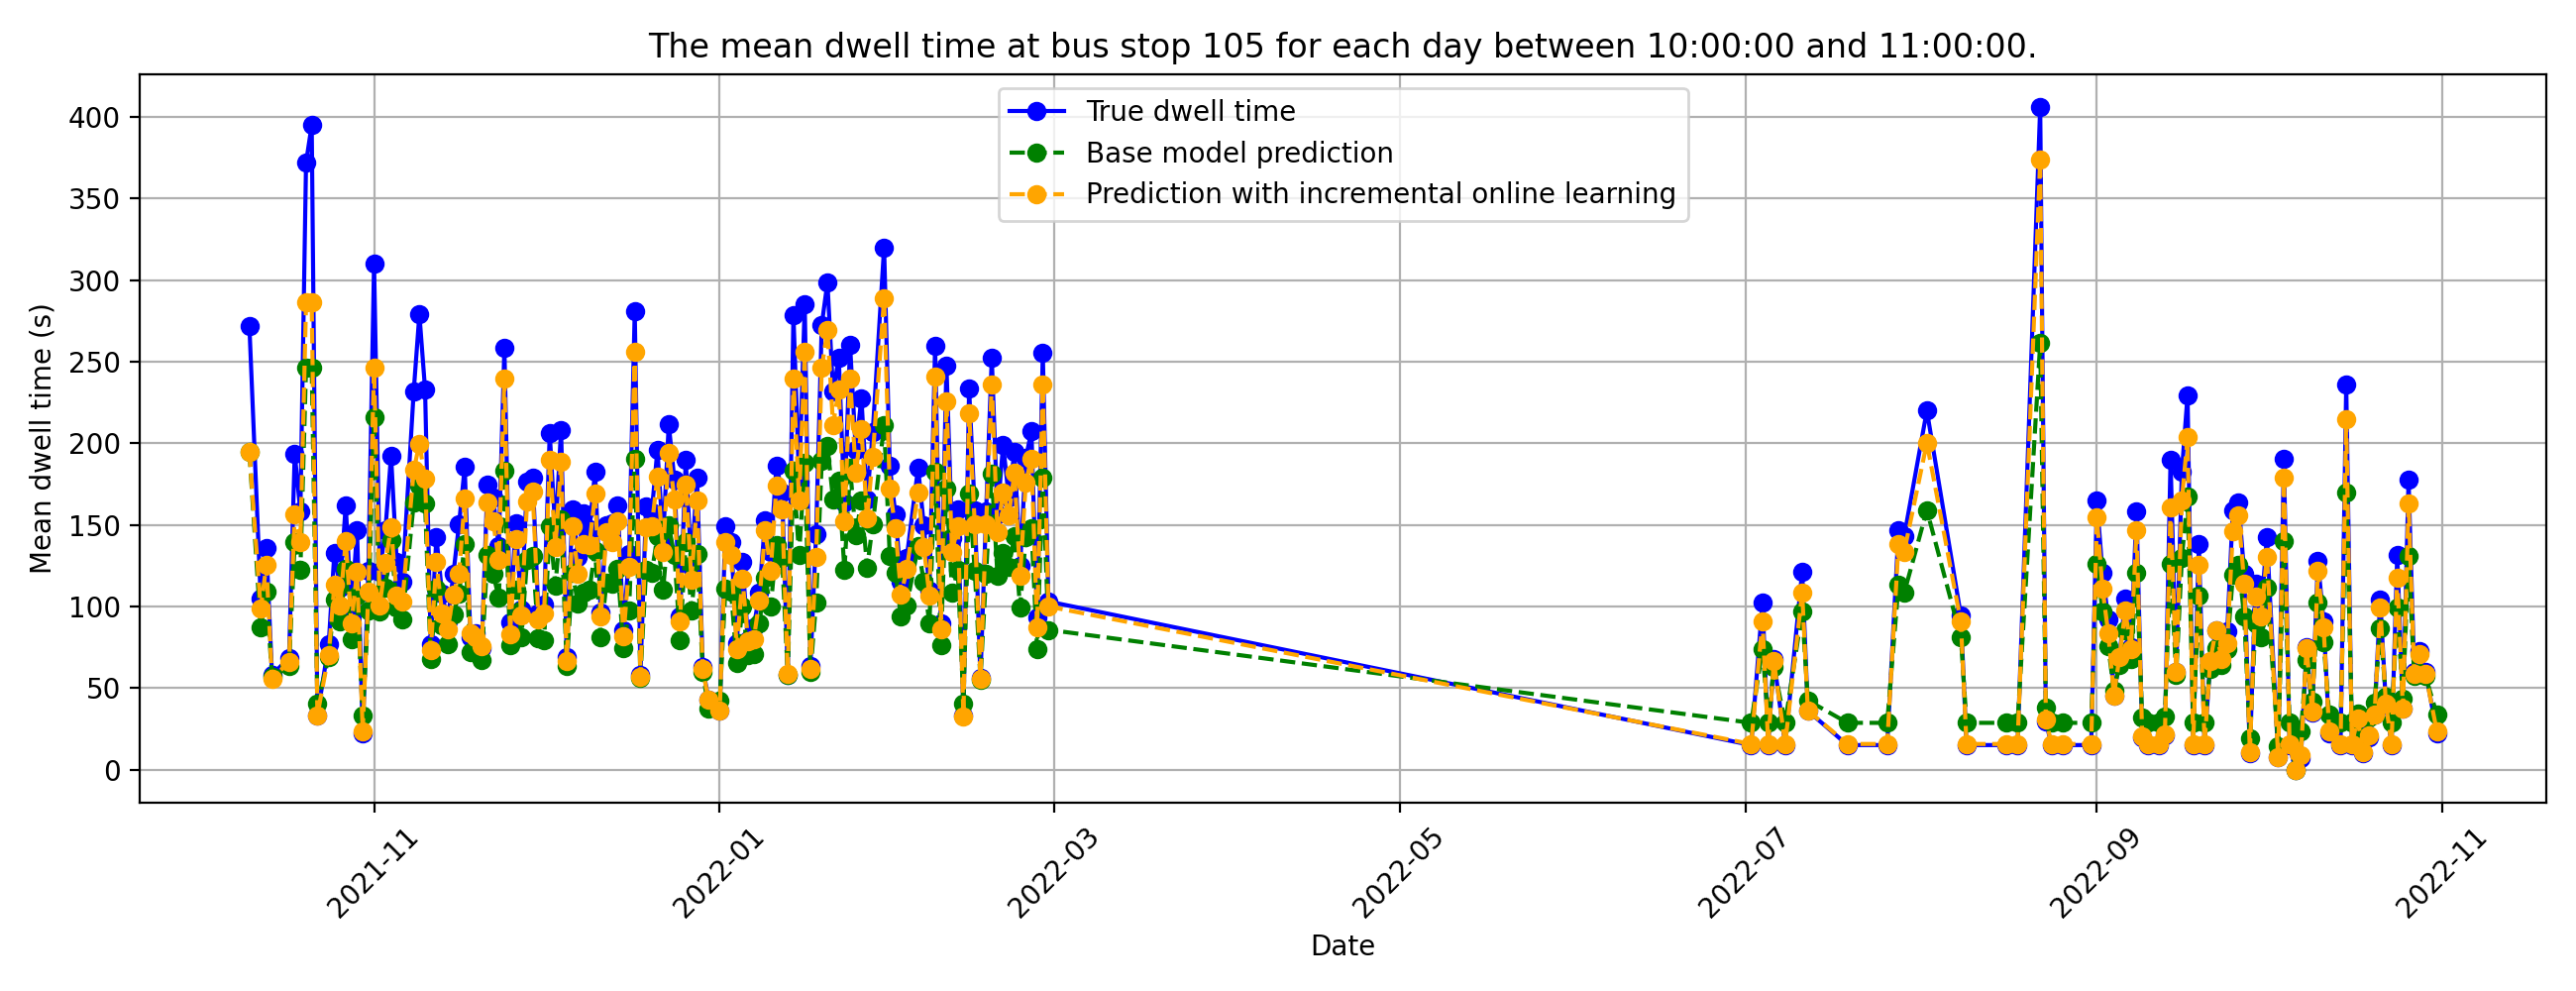 The mean dwell time at bus stop 105 for each day between 10:00:00 and 11:00:00.
True dwell time
Base model prediction
Prediction with incremental online learning
Mean dwell time (s)
400
350
300
250
200
150
100
50
0
2021-11
2022-01
2022-03
2022-05
2022-07
2022-09
2022-11
Date